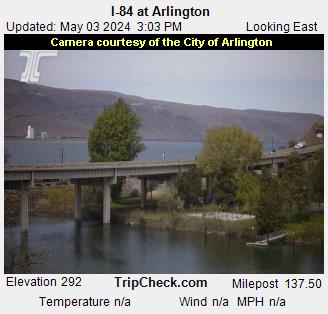 I-84 at Arlington
Updated: May 03 2024 3:03 PM Looking East
Camera courtesy of the City of Arlington
Elevation 292 TripCheck.com Milepost 137.50
Temperature n/a Wind n/a MPH n/a